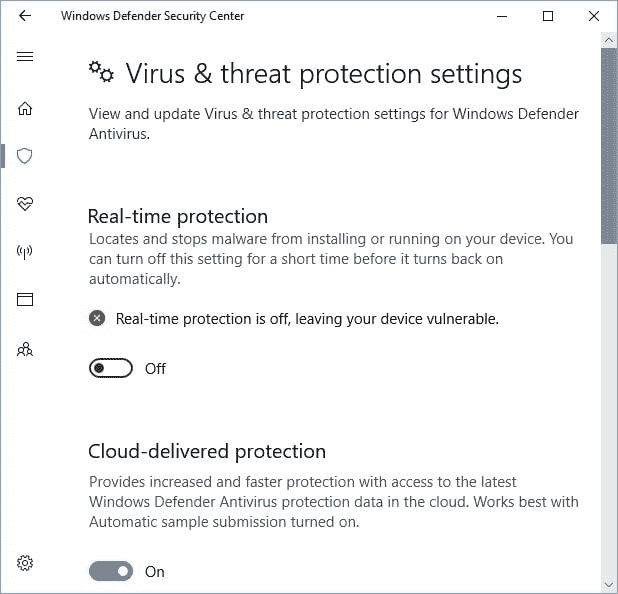 Windows Defender Security Center
Virus & threat protection settings
View and update Virus & threat protection settings for Windows Defender
Antivirus.
Real-time protection
Locates and stops malware from installing or running on your device. You
can turn off this setting for a short time before it turns back on
automatically.
Real-time protection is off, leaving your device vulnerable.
Off
Cloud-delivered protection
Provides increased and faster protection with access to the latest
Windows Defender Antivirus protection data in the cloud. Works best with
Automatic sample submission turned on.
On